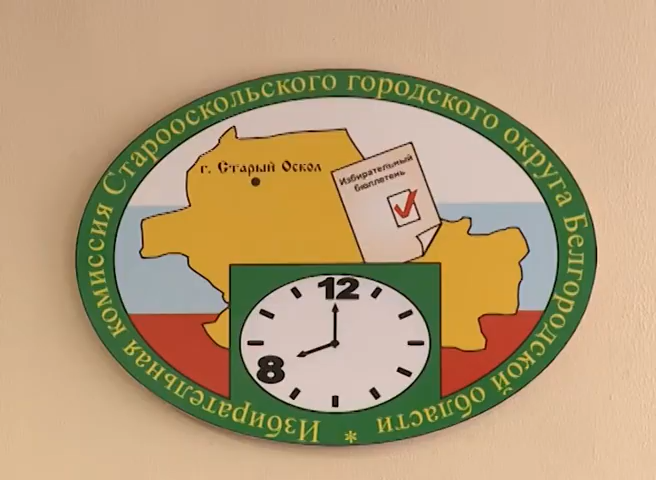 Избирательная комиссия Старооскольского городского округа Белгородской области *
г. Старый Оскол
Избирательный
бюллетень
12
8